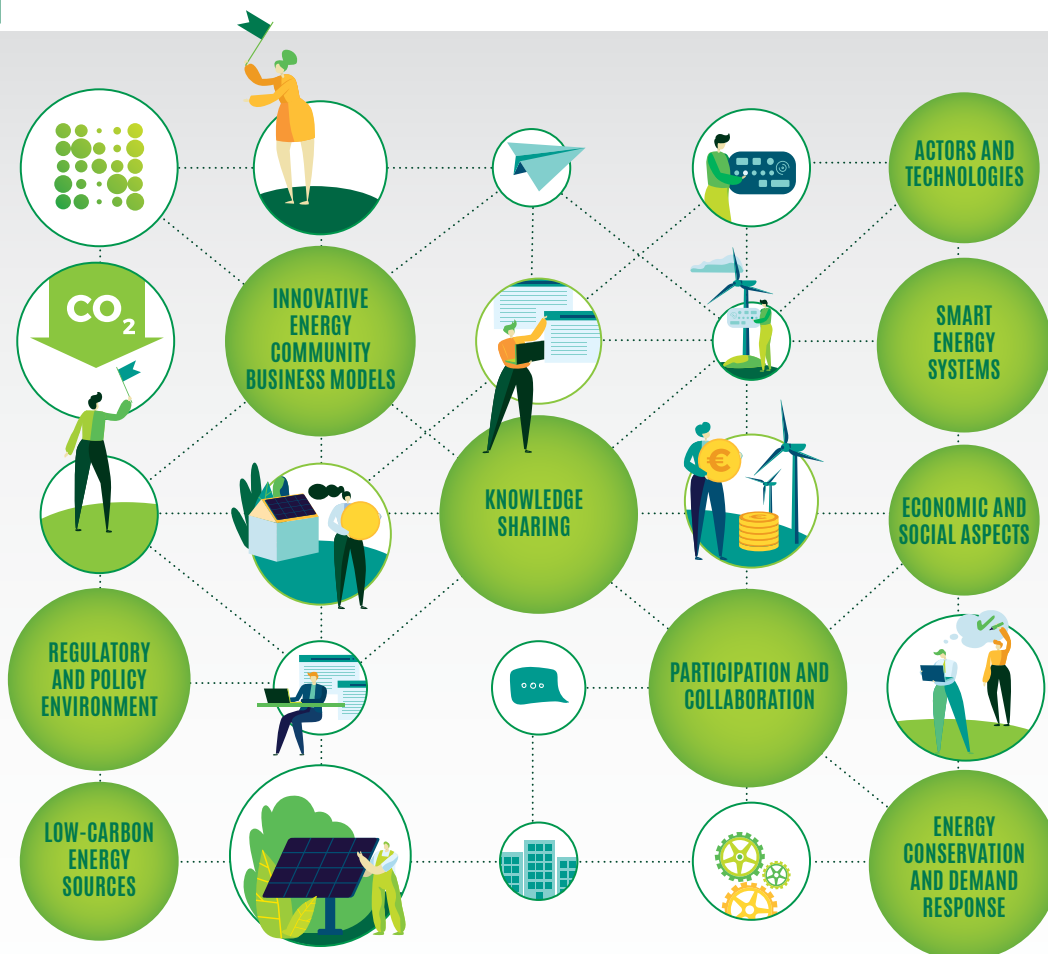 ACTORS AND
TECHNOLOGIES
CO2
INNOVATIVE
ENERGY
COMMUNITY
BUSINESS MODELS
SMART
ENERGY
SYSTEMS
€
KNOWLEDGE
SHARING
ECONOMIC AND
SOCIAL ASPECTS
REGULATORY
AND POLICY
ENVIRONMENT
PARTICIPATION AND
COLLABORATION
LOW-CARBON
ENERGY
SOURCES
ENERGY
CONSERVATION
AND DEMAND
RESPONSE